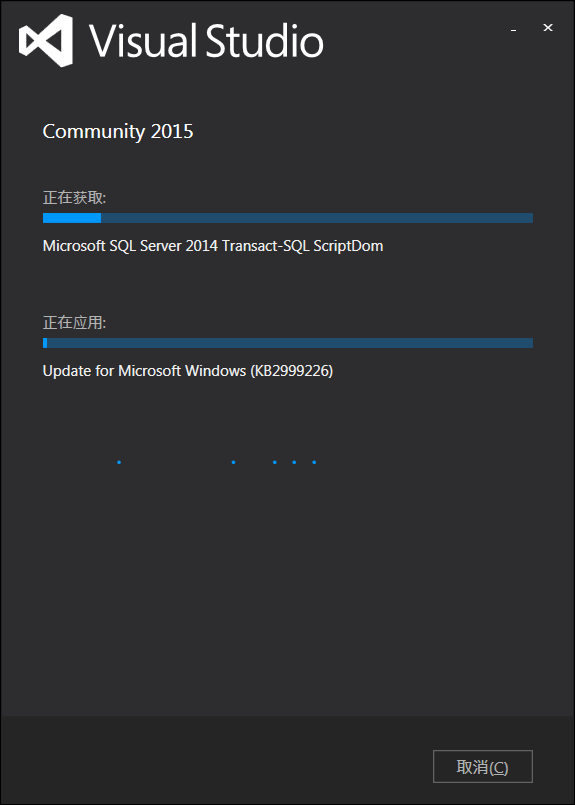 Visual Studio
Community 2015
正在获取:
Microsoft SQL Server 2014 Transact-SQL ScriptDom
正在应用:
Update for Microsoft Windows (KB2999226)
取消(C)